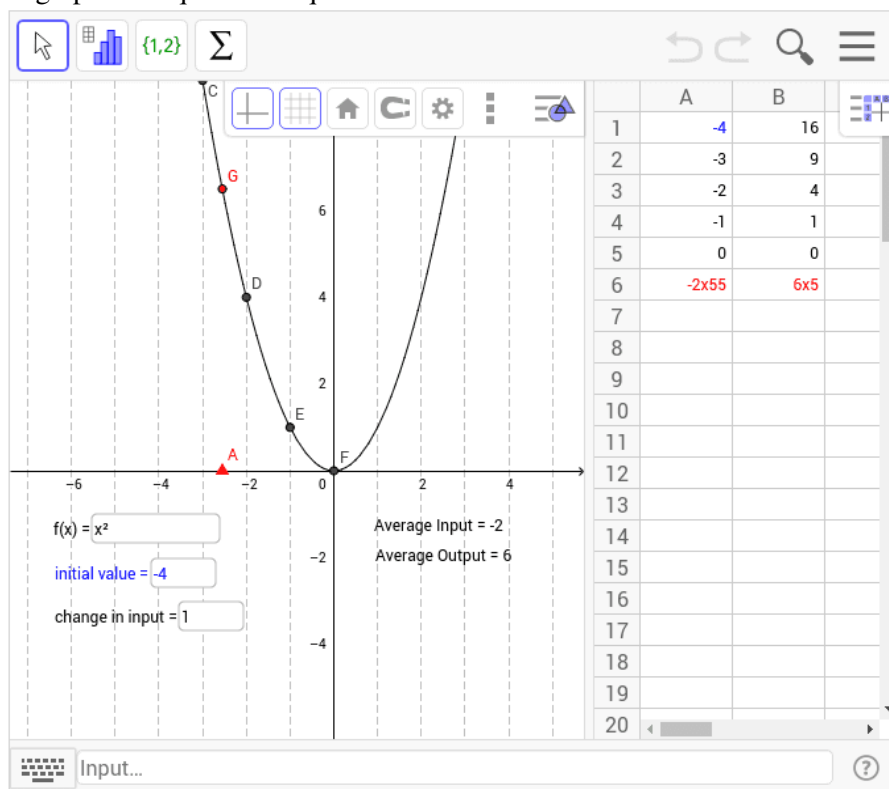 {1,2}
Σ
C
G
D
E
F
A
6
4
2
-6
-4
-2
0
2
4
-2
-4
f(x) = x²
initial value = -4
change in input = 1
Average Input = -2
Average Output = 6
A B
1 -4 16
2 -3 9
3 -2 4
4 -1 1
5 0 0
6 -2x55 6x5
7
8
9
10
11
12
13
14
15
16
17
18
19
20
Input...
?